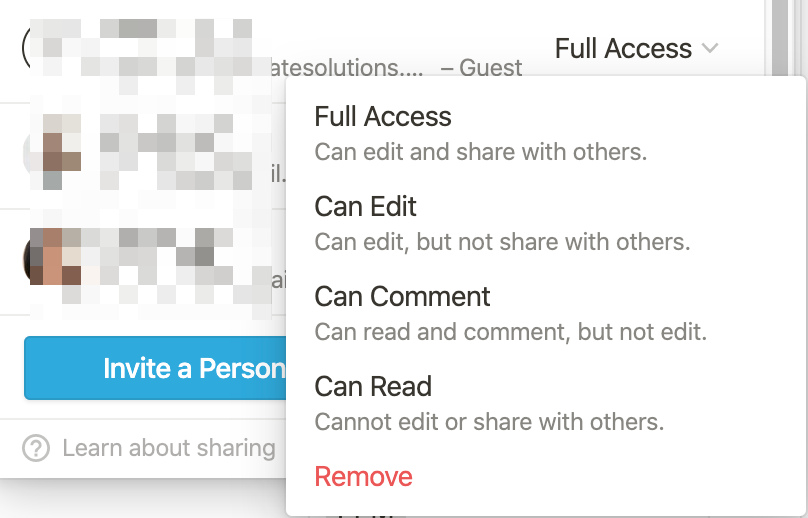 Full Access
atesolutions.... – Guest
Full Access
Can edit and share with others.
il.
Can Edit
Can edit, but not share with others.
ai
Can Comment
Can read and comment, but not edit.
Invite a Person
Can Read
Cannot edit or share with others.
Learn about sharing
Remove